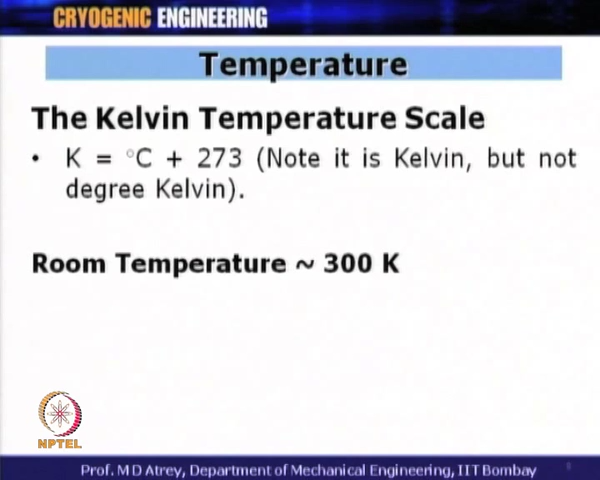 CRYOGENIC ENGINEERING
Temperature
The Kelvin Temperature Scale
• K = °C + 273 (Note it is Kelvin, but not
degree Kelvin).
Room Temperature ~ 300 K
NPTEL
Prof. M D Atrey, Department of Mechanical Engineering, IIT Bombay